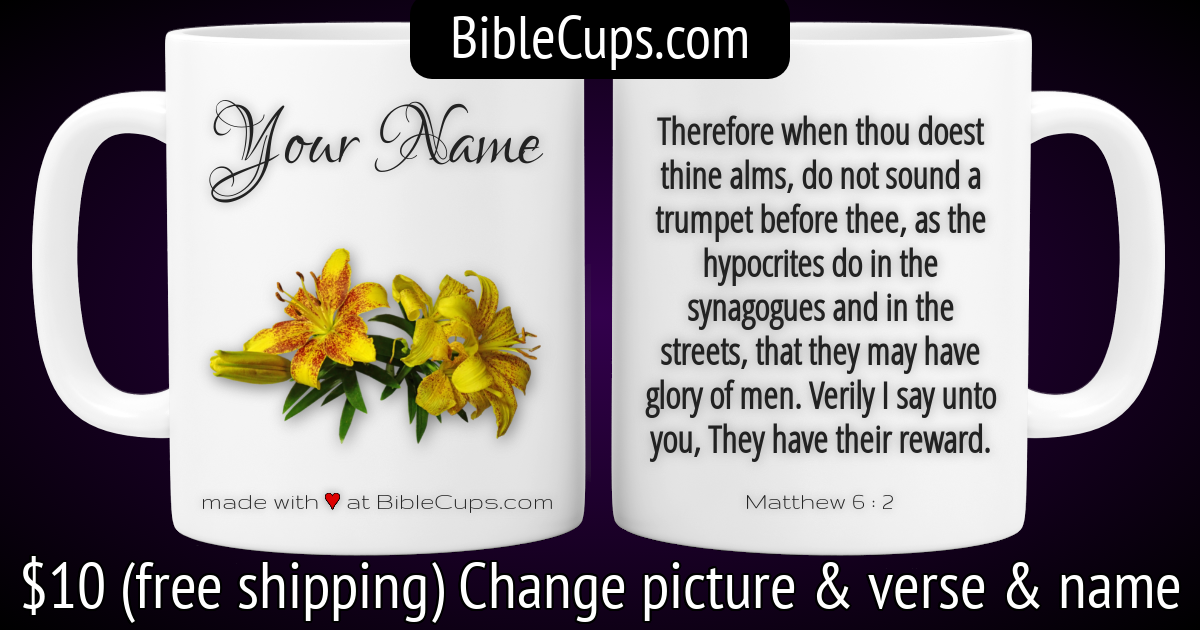 BibleCups.com
Your Name
made with ♥ at BibleCups.com
Therefore when thou doest
thine alms, do not sound a
trumpet before thee, as the
hypocrites do in the
synagogues and in the
streets, that they may have
glory of men. Verily I say unto
you, They have their reward.
Matthew 6 : 2
$10 (free shipping) Change picture & verse & name